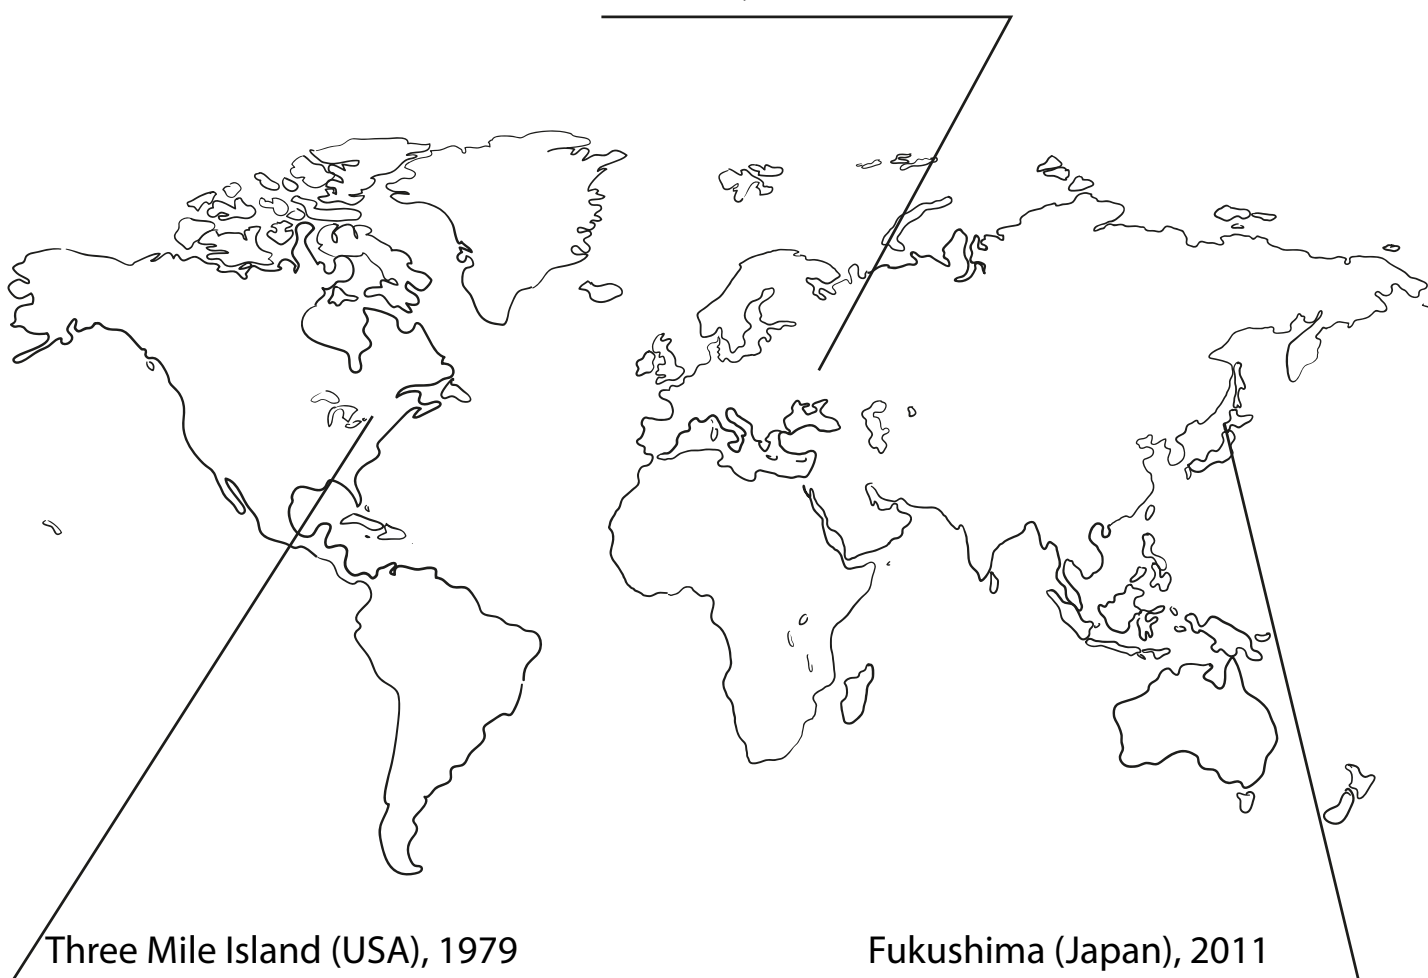 Three Mile Island (USA), 1979
Fukushima (Japan), 2011